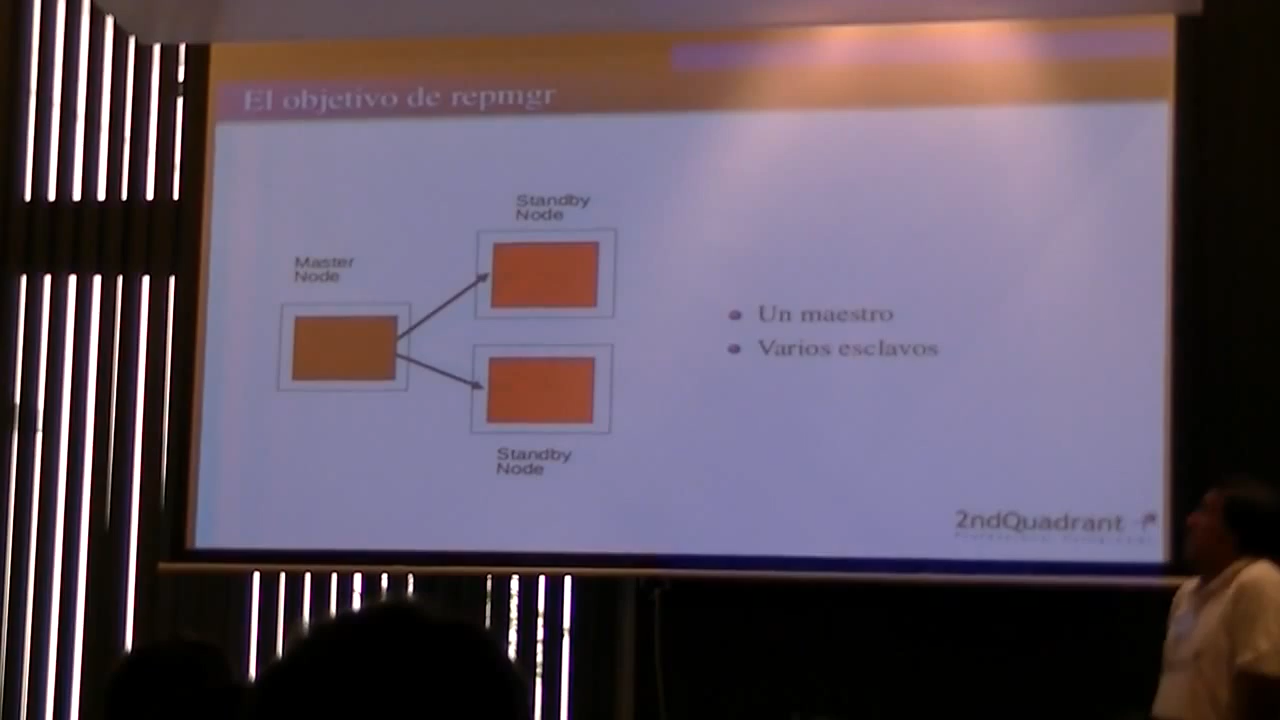 El objetivo de repmgr
Standby
Node
Master
Node
Un maestro
Varios esclavos
Standby
Node
2ndQuadrant